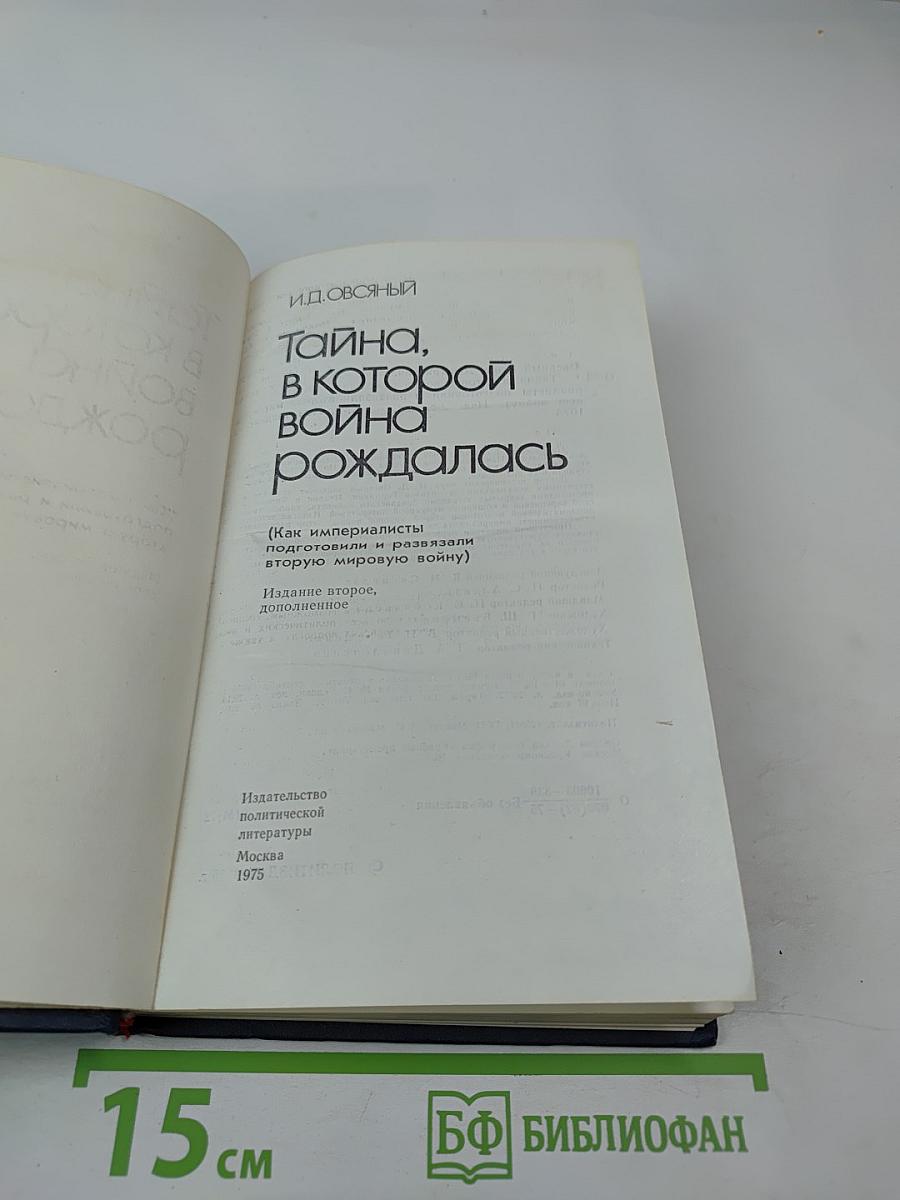 И.Д.ОВСЯНЫЙ
Тайна,
в которой
война
рождалась
(Как империалисты
подготовили и развязали
вторую мировую войну)
Издание второе,
дополненное
Издательство
политической
литературы
Москва
1975
15 см
БФ БИБЛИОФАН